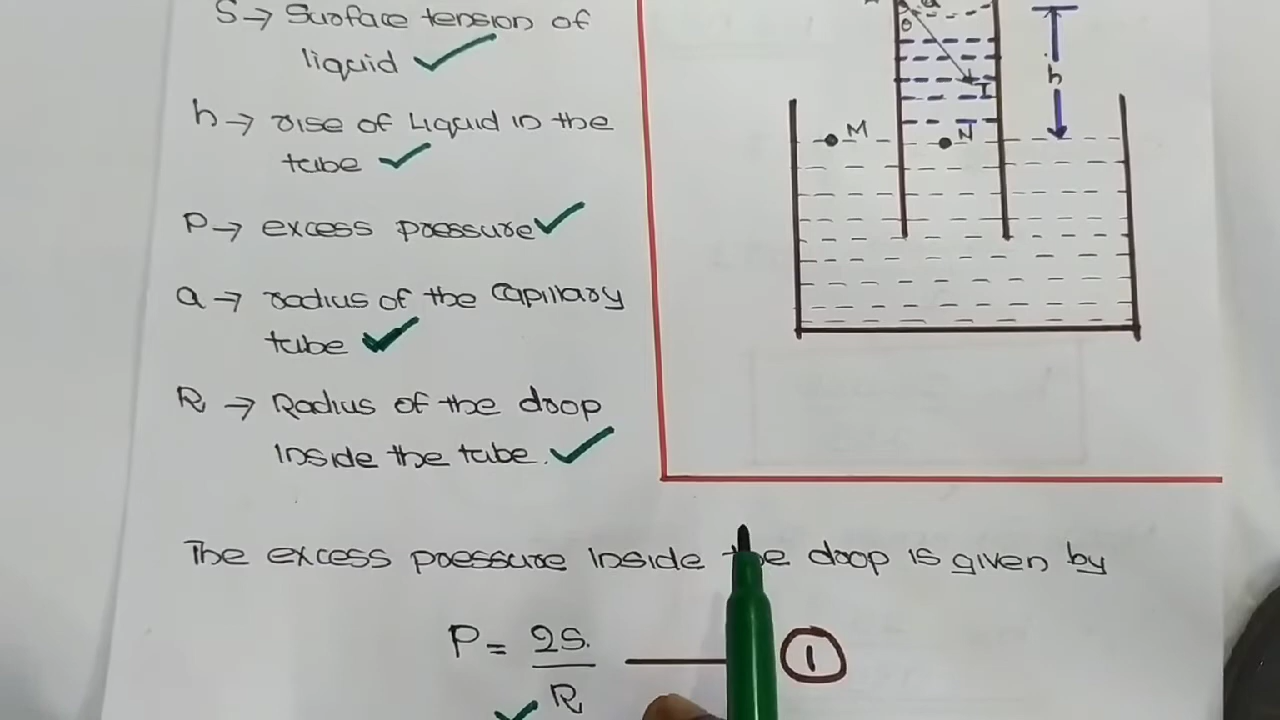 S → Surface tension of
liquid
h → rise of Liquid in the
tube
P → excess pressure
a → radius of the capillary
tube
R → Radius of the drop
inside the tube.
θ
I
h
M
N
The excess pressure inside the drop is given by
P = 2S. 1
R